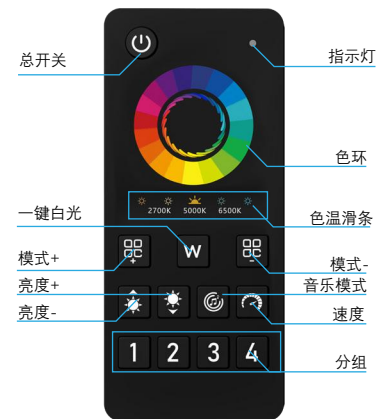 总开关
指示灯
色环
2700K 5000K 6500K
一键白光
色温滑条
W
模式+
模式-
亮度+
音乐模式
亮度-
速度
1 2 3 4
分组